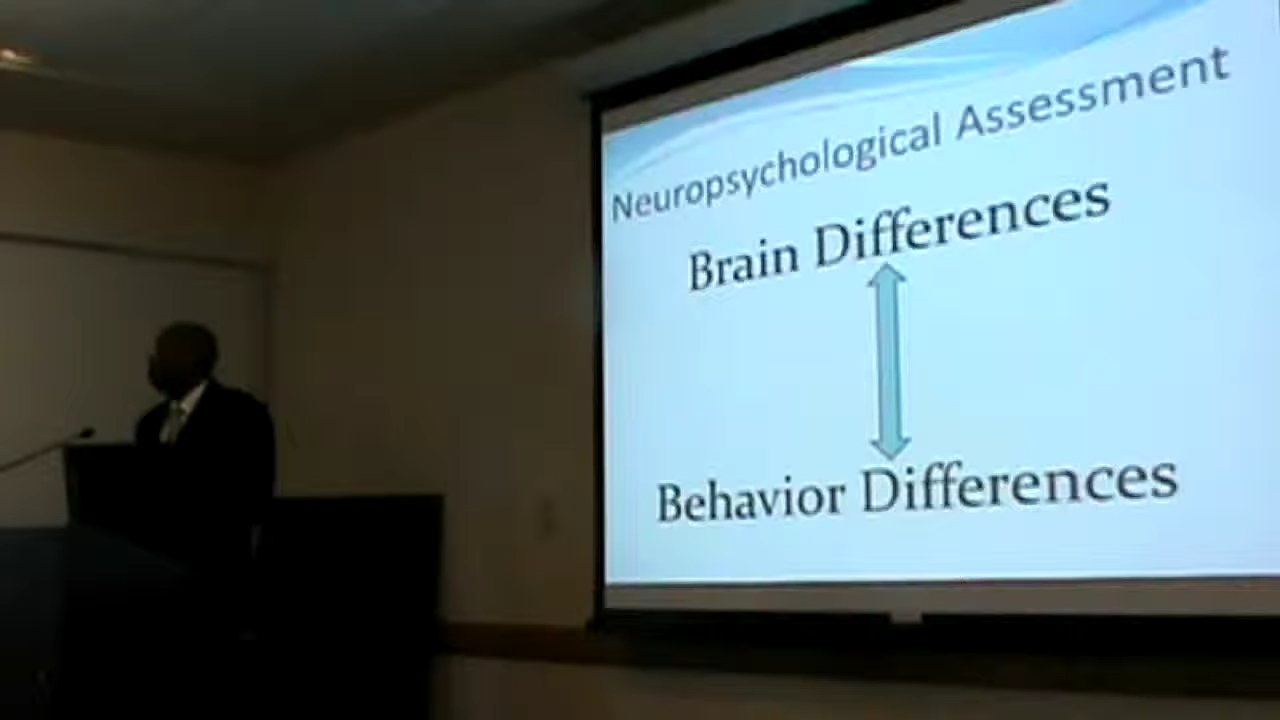 Neuropsychological Assessment
Brain Differences
Behavior Differences